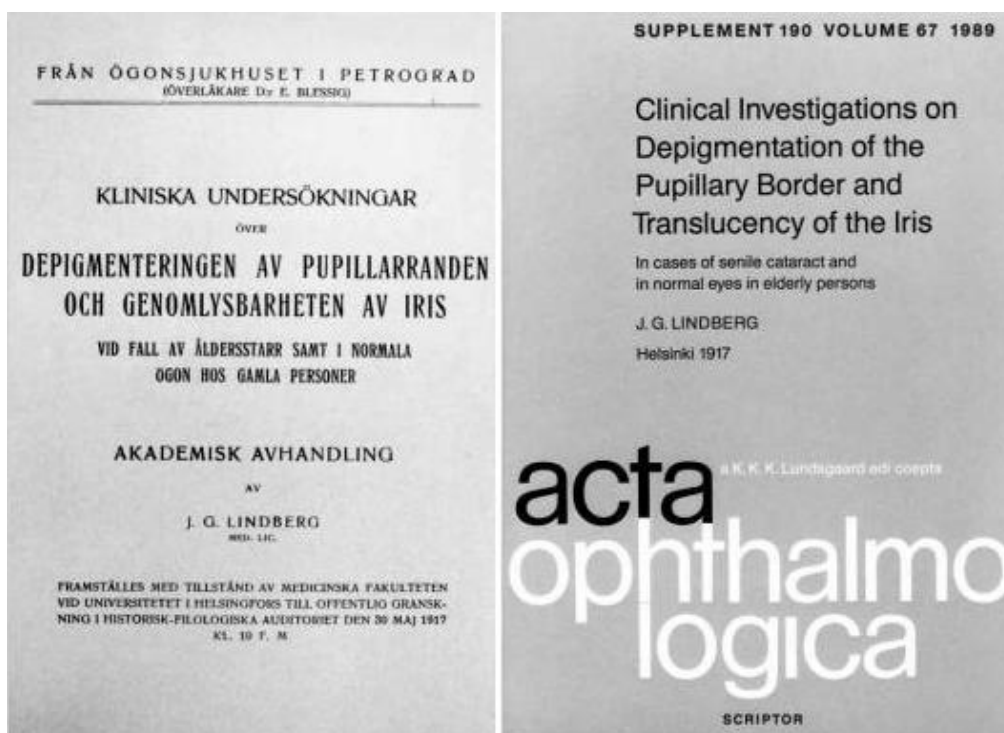 FRÅN ÖGONSJUKHUSET I PETROGRAD
(ÖVERLÄKARE D:r E. BLESSIG)
KLINISKA UNDERSÖKNINGAR
ÖVER
DEPIGMENTERINGEN AV PUPILLARRANDEN
OCH GENOMLYSBARHETEN AV IRIS
VID FALL AV ÅLDERSSTARR SAMT I NORMALA
ÖGON HOS GAMLA PERSONER
AKADEMISK AVHANDLING
AV
J. G. LINDBERG
MED. LIC.
FRAMSTÄLLES MED TILLSTÅND AV MEDICINSKA FAKULTETEN
VID UNIVERSITETET I HELSINGFORS TILL OFFENTLIG GRANSK-
NING I HISTORISK-FILOLOGISKA AUDITORIET DEN 30 MAJ 1917
KL. 10 F. M
SUPPLEMENT 190 VOLUME 67 1989
Clinical Investigations on
Depigmentation of the
Pupillary Border and
Translucency of the Iris
In cases of senile cataract and
in normal eyes in elderly persons
J. G. LINDBERG
Helsinki 1917
acta
a K. K. K. Lundsgaard edi coepta
ophthalmo
logica
SCRIPTOR